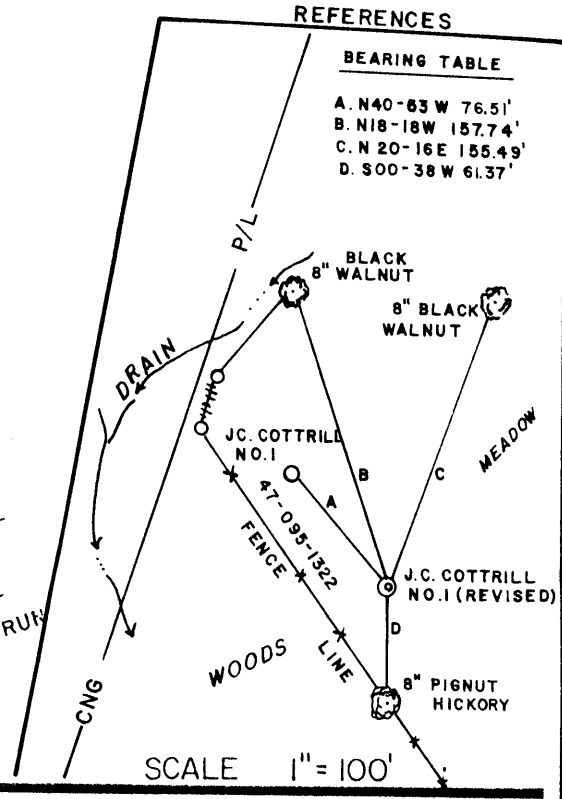 REFERENCES
BEARING TABLE
A. N40-53 W 76.51'
B. N18-18W 157.74'
C. N 20-16E 155.49'
D. S00-38 W 61.37'
P/L
BLACK
8" WALNUT
8" BLACK
WALNUT
DRAIN
J.C. COTTRILL
NO. 1
MEADOW
A
B
C
47-095-1322
FENCE
J.C. COTTRILL
NO. 1 (REVISED)
RUN
D
WOODS
LINE
8" PIGNUT
HICKORY
CNG
SCALE 1" = 100'